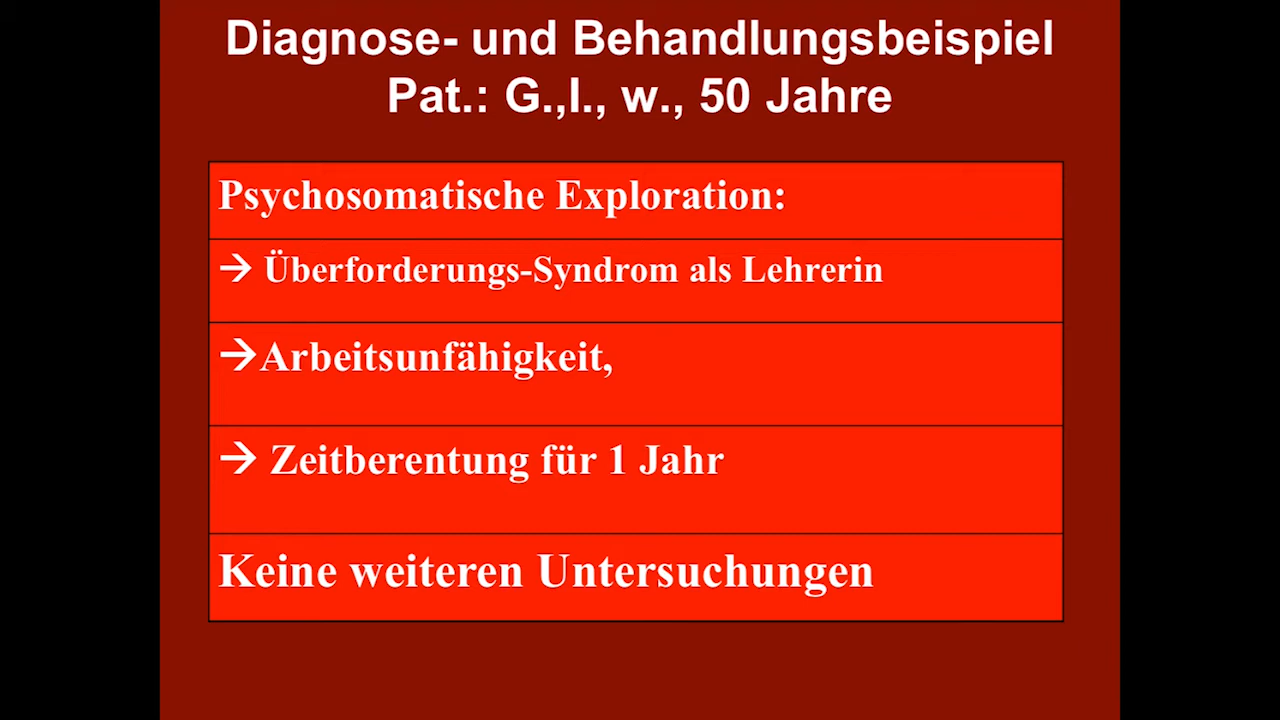 Diagnose- und Behandlungsbeispiel
Pat.: G.,I., w., 50 Jahre
Psychosomatische Exploration:
→ Überforderungs-Syndrom als Lehrerin
→Arbeitsunfähigkeit,
→ Zeitberentung für 1 Jahr
Keine weiteren Untersuchungen